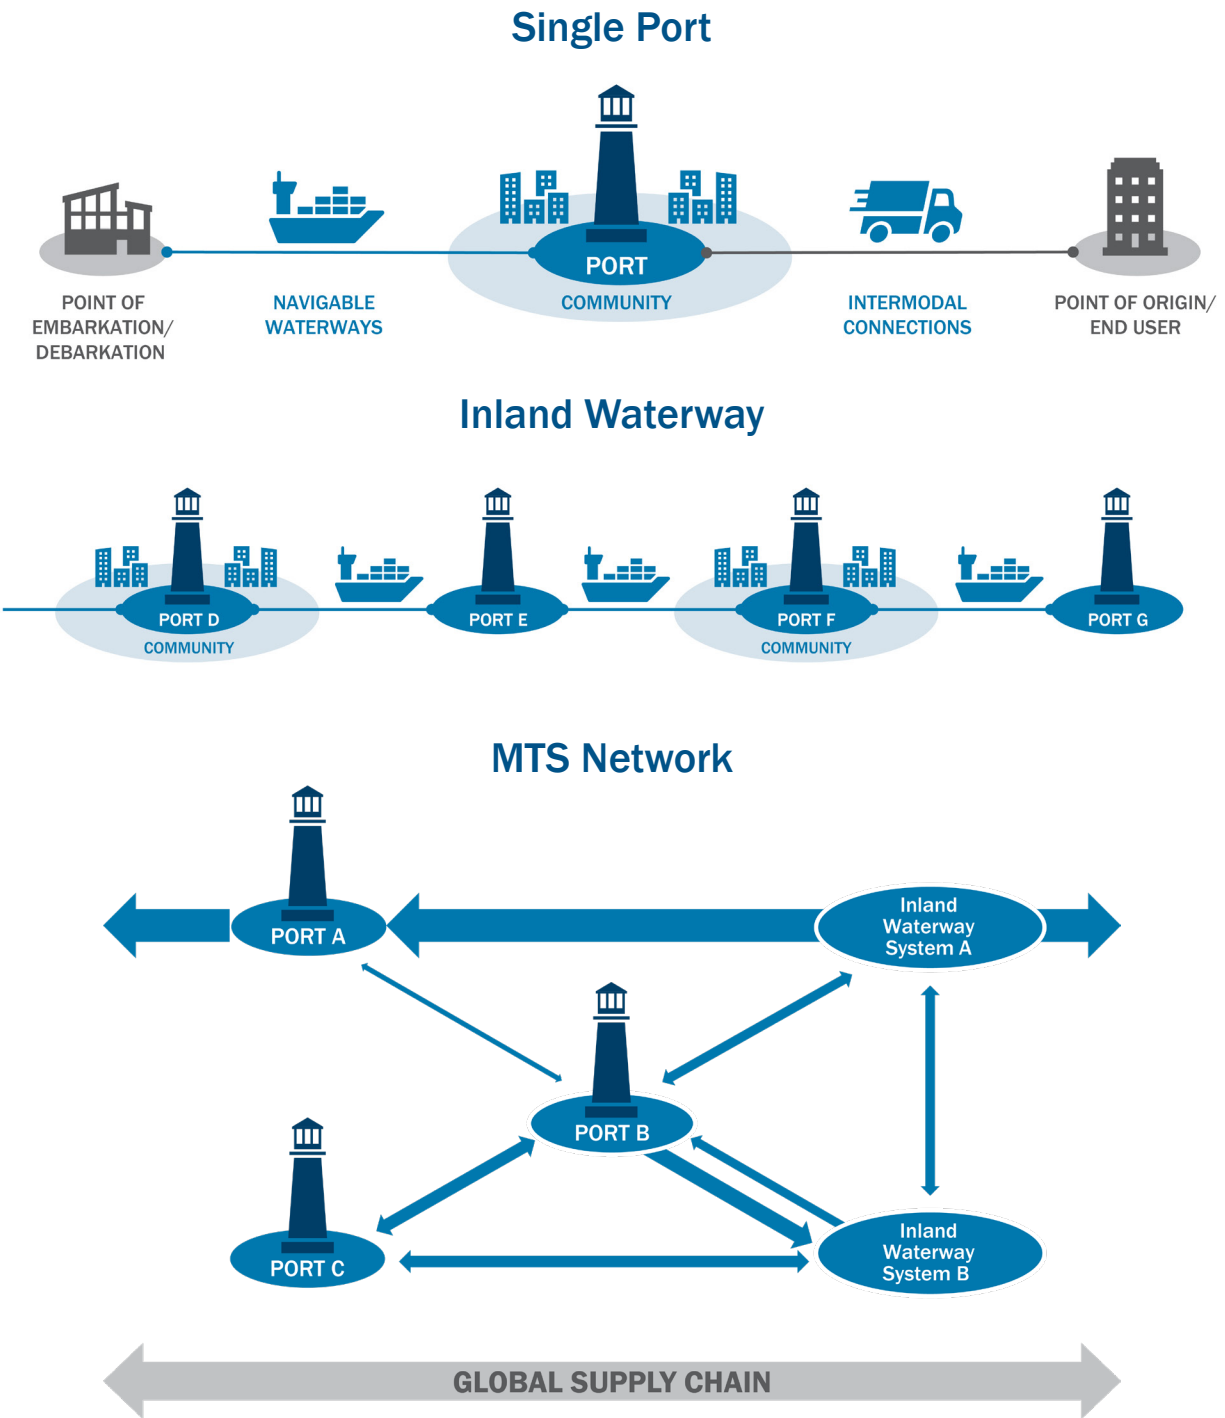 Single Port
PORT
POINT OF
EMBARKATION/
DEBARKATION
NAVIGABLE
WATERWAYS
COMMUNITY
INTERMODAL
CONNECTIONS
POINT OF ORIGIN/
END USER
Inland Waterway
PORT D
COMMUNITY
PORT E
PORT F
COMMUNITY
PORT G
MTS Network
PORT A
Inland
Waterway
System A
PORT B
PORT C
Inland
Waterway
System B
GLOBAL SUPPLY CHAIN